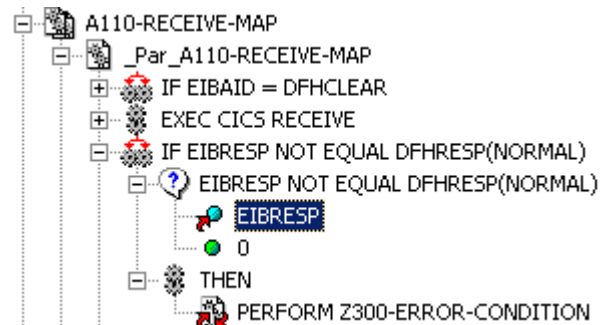 A110-RECEIVE-MAP
_Par_A110-RECEIVE-MAP
IF EIBAID = DFHCLEAR
EXEC CICS RECEIVE
IF EIBRESP NOT EQUAL DFHRESP(NORMAL)
EIBRESP NOT EQUAL DFHRESP(NORMAL)
EIBRESP
0
THEN
PERFORM Z300-ERROR-CONDITION